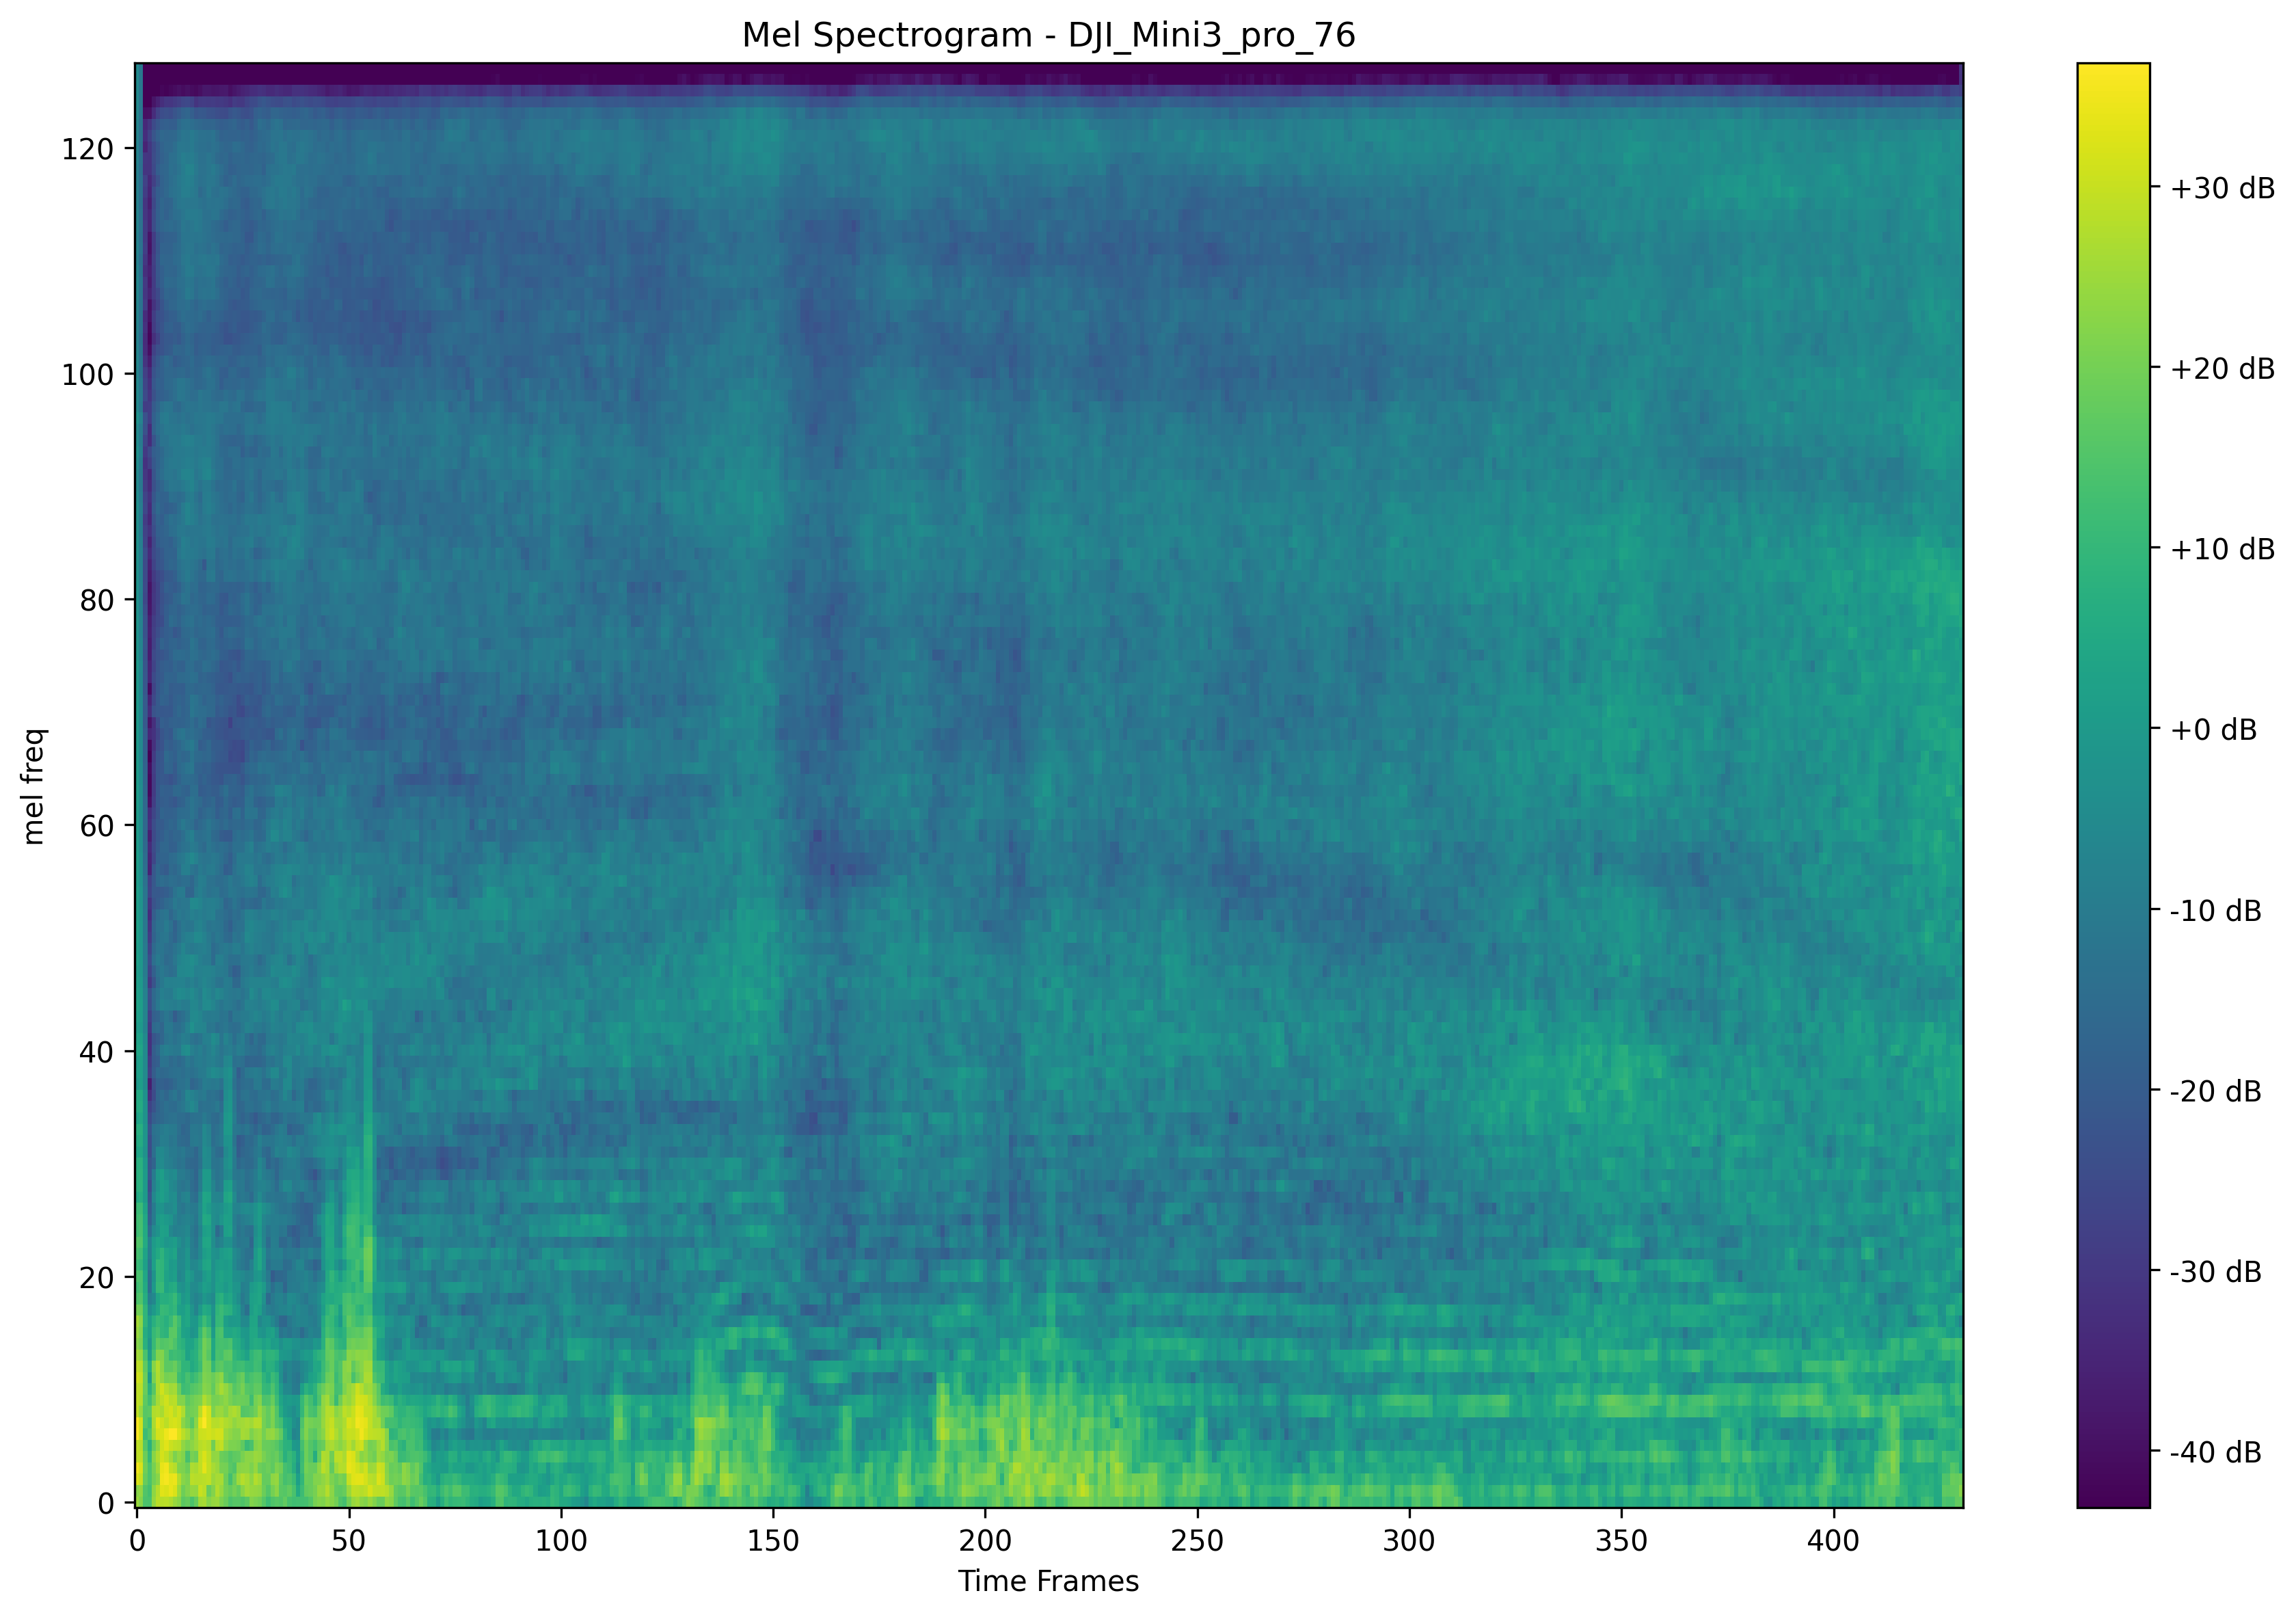 Mel Spectrogram - DJI_Mini3_pro_76
mel freq
120
100
80
60
40
20
0
0 50 100 150 200 250 300 350 400
Time Frames
+30 dB
+20 dB
+10 dB
+0 dB
-10 dB
-20 dB
-30 dB
-40 dB